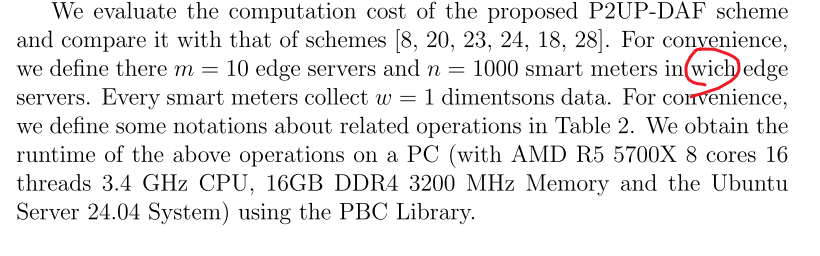 We evaluate the computation cost of the proposed P2UP-DAF scheme
and compare it with that of schemes [8, 20, 23, 24, 18, 28]. For convenience,
we define there m = 10 edge servers and n = 1000 smart meters in wich edge
servers. Every smart meters collect w = 1 dimentsons data. For convenience,
we define some notations about related operations in Table 2. We obtain the
runtime of the above operations on a PC (with AMD R5 5700X 8 cores 16
threads 3.4 GHz CPU, 16GB DDR4 3200 MHz Memory and the Ubuntu
Server 24.04 System) using the PBC Library.